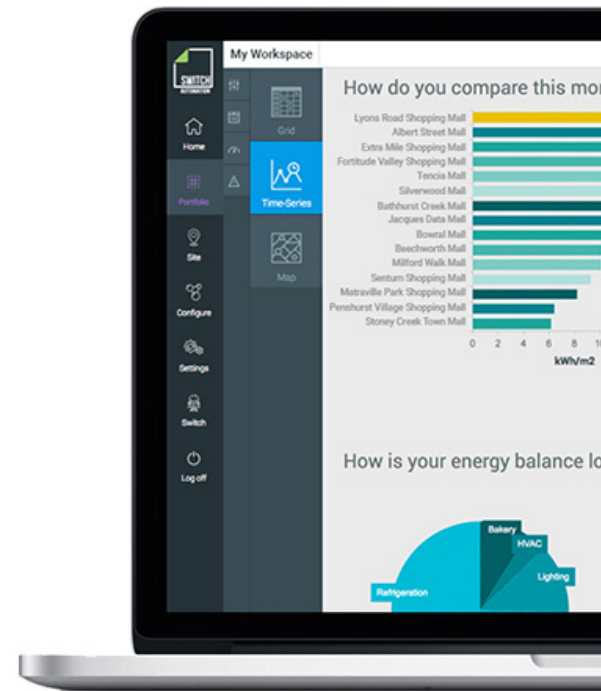 SWITCH
AUTOMATION
My Workspace
Home
Portfolio
Site
Configure
Settings
Switch
Log off
Grid
Time-Series
Map
How do you compare this mor
Lyons Road Shopping Mall
Albert Street Mall
Extra Mile Shopping Mall
Fortitude Valley Shopping Mall
Tencia Mall
Silverwood Mall
Bathhurst Creek Mall
Jacques Data Mall
Bowral Mall
Beechworth Mall
Milford Walk Mall
Sentum Shopping Mall
Matraville Park Shopping Mall
Penshurst Village Shopping Mall
Stoney Creek Town Mall
0 2 4 6 8 10
kWh/m2
How is your energy balance lo
Bakery
HVAC
Lighting
Refrigeration